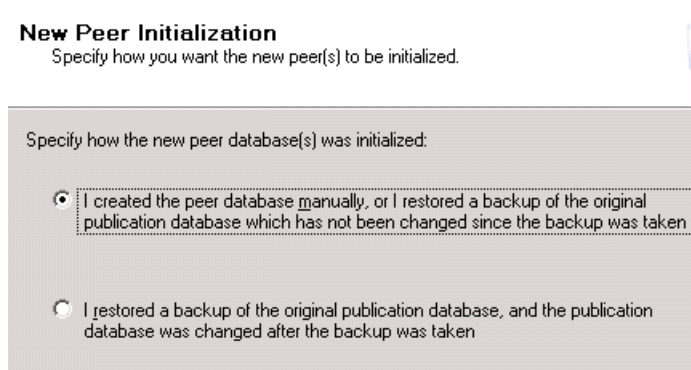 New Peer Initialization
Specify how you want the new peer(s) to be initialized.
Specify how the new peer database(s) was initialized:
I created the peer database manually, or I restored a backup of the original
publication database which has not been changed since the backup was taken
I restored a backup of the original publication database, and the publication
database was changed after the backup was taken